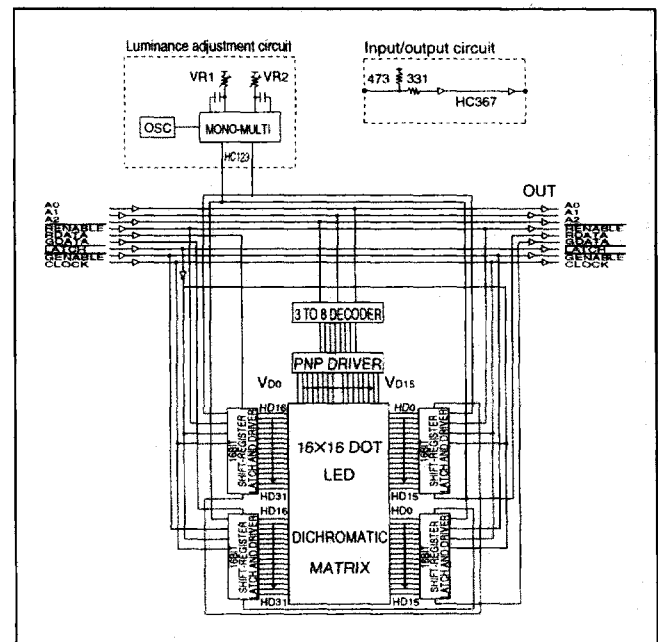 Luminance adjustment circuit
VR1
VR2
OSC
MONO-MULTI
HC123
Input/output circuit
473
331
HC367
OUT
A0
A1
A2
RENABLE
RDATA
GDATA
LATCH
GENABLE
CLOCK
A0
A1
A2
RENABLE
RDATA
GDATA
LATCH
GENABLE
CLOCK
3 TO 8 DECODER
PNP DRIVER
VD0
VD15
HD16
HD0
16BIT
SHIFT-REGISTER
LATCH AND DRIVER
16×16 DOT
LED
16BIT
SHIFT-REGISTER
LATCH AND DRIVER
HD31
HD15
HD16
HD0
16BIT
SHIFT-REGISTER
LATCH AND DRIVER
DICHROMATIC
MATRIX
16BIT
SHIFT-REGISTER
LATCH AND DRIVER
HD31
HD15